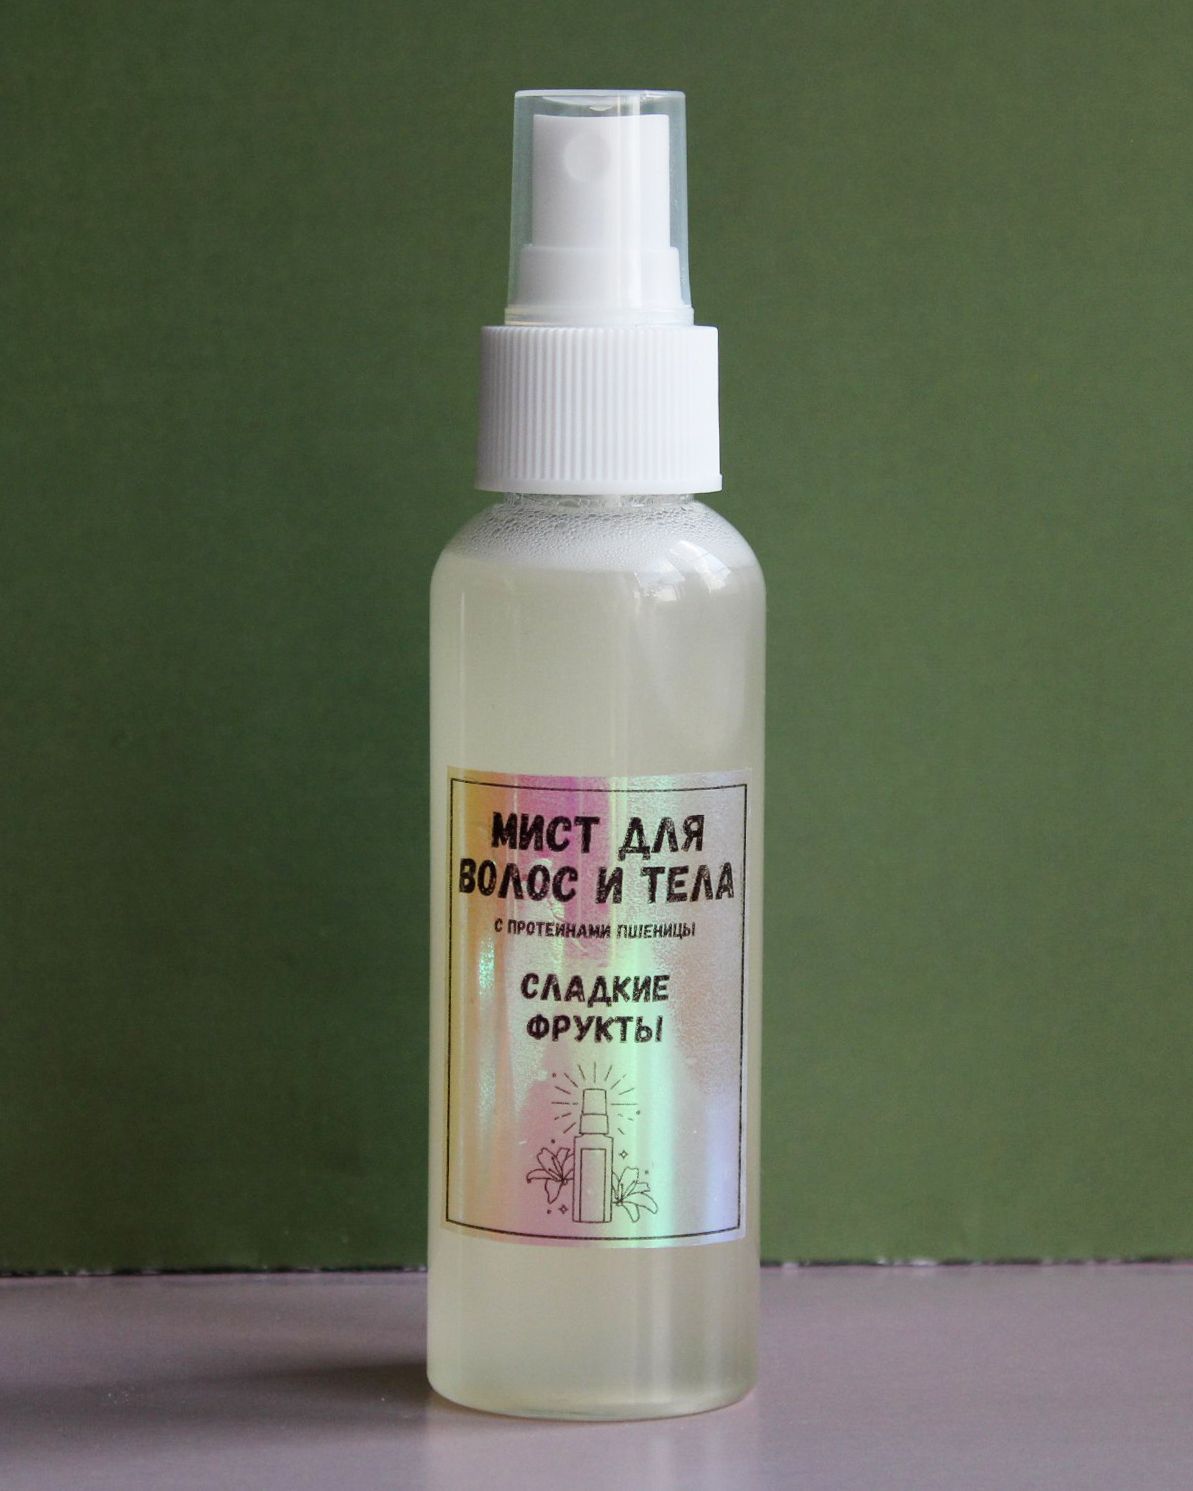 МИСТ ДЛЯ
ВОЛОС И ТЕЛА
С ПРОТЕИНАМИ ПШЕНИЦЫ
СЛАДКИЕ
ФРУКТЫ